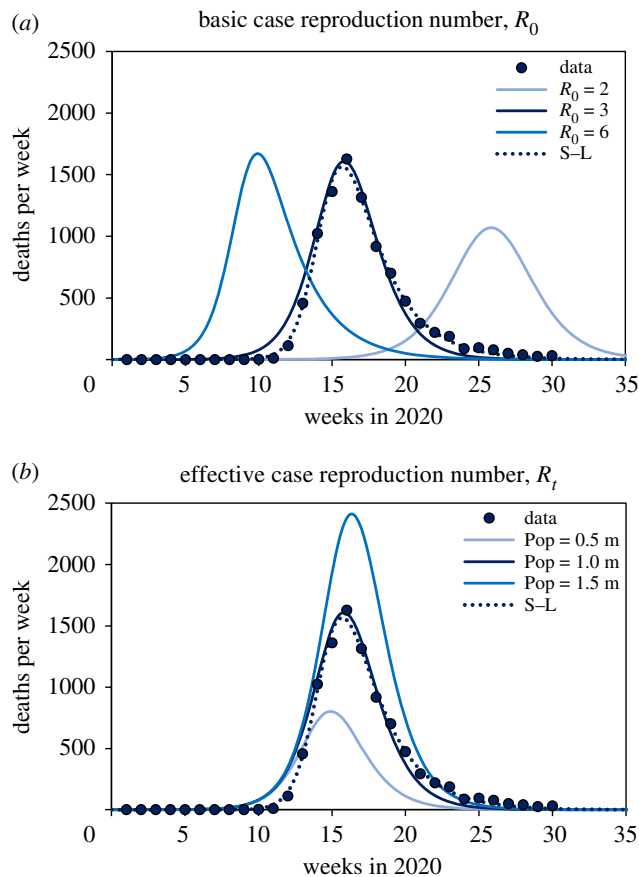 (a) basic case reproduction number, R0
2500
2000
1500
1000
500
0
deaths per week
data
R0 = 2
R0 = 3
R0 = 6
S–L
5 10 15 20 25 30 35
weeks in 2020
(b) effective case reproduction number, Rt
2500
2000
1500
1000
500
0
deaths per week
data
Pop = 0.5 m
Pop = 1.0 m
Pop = 1.5 m
S–L
5 10 15 20 25 30 35
weeks in 2020